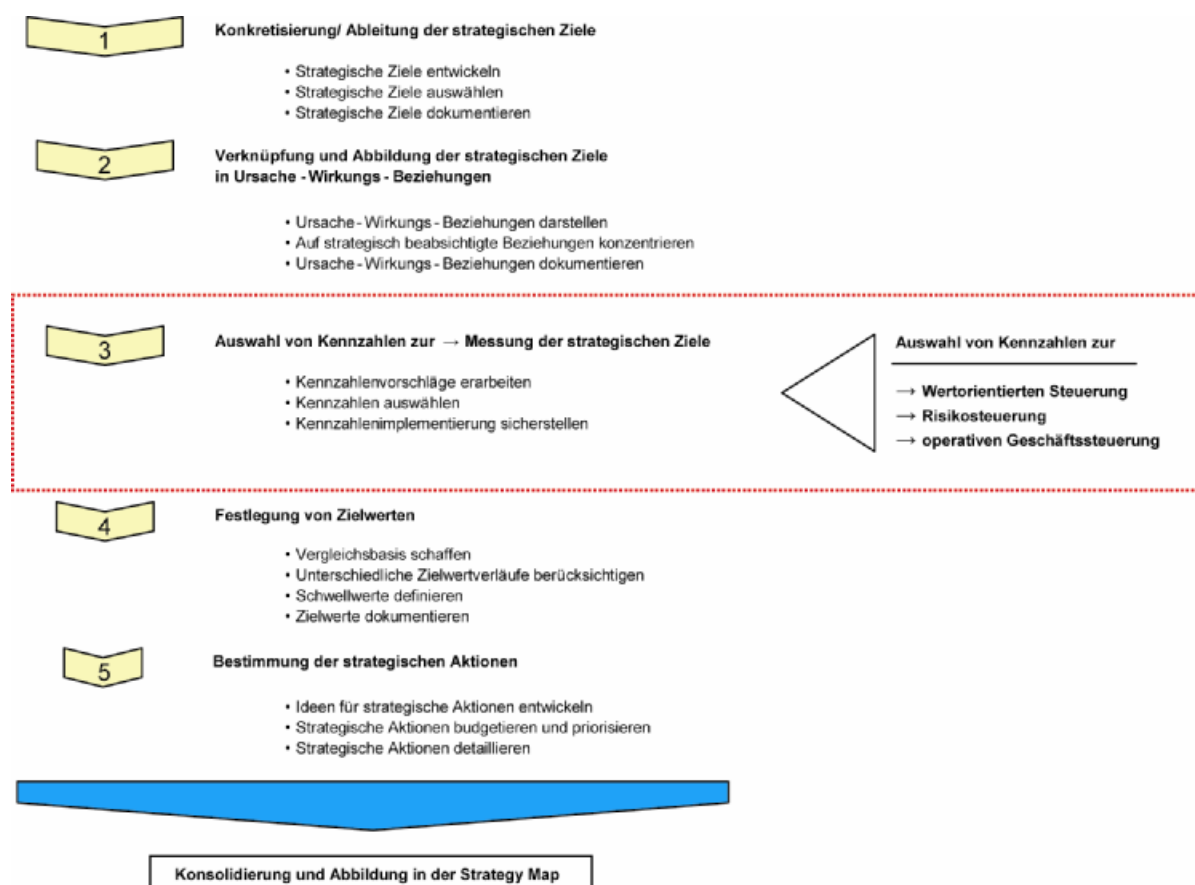 1
Konkretisierung/ Ableitung der strategischen Ziele
• Strategische Ziele entwickeln
• Strategische Ziele auswählen
• Strategische Ziele dokumentieren
2
Verknüpfung und Abbildung der strategischen Ziele
in Ursache - Wirkungs - Beziehungen
• Ursache - Wirkungs - Beziehungen darstellen
• Auf strategisch beabsichtigte Beziehungen konzentrieren
• Ursache - Wirkungs - Beziehungen dokumentieren
3
Auswahl von Kennzahlen zur → Messung der strategischen Ziele
• Kennzahlenvorschläge erarbeiten
• Kennzahlen auswählen
• Kennzahlenimplementierung sicherstellen
Auswahl von Kennzahlen zur
→ Wertorientierten Steuerung
→ Risikosteuerung
→ operativen Geschäftssteuerung
4
Festlegung von Zielwerten
• Vergleichsbasis schaffen
• Unterschiedliche Zielwertverläufe berücksichtigen
• Schwellwerte definieren
• Zielwerte dokumentieren
5
Bestimmung der strategischen Aktionen
• Ideen für strategische Aktionen entwickeln
• Strategische Aktionen budgetieren und priorisieren
• Strategische Aktionen detaillieren
Konsolidierung und Abbildung in der Strategy Map